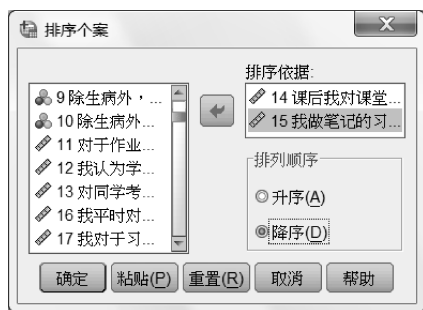 排序个案
排序依据:
9 除生病外，...
10 除生病外...
11 对于作业...
12 我认为学...
13 对同学考...
16 我平时对...
17 我对于习...
14 课后我对课堂...
15 我做笔记的习...
排列顺序
升序(A)
降序(D)
确定 粘贴(P) 重置(R) 取消 帮助